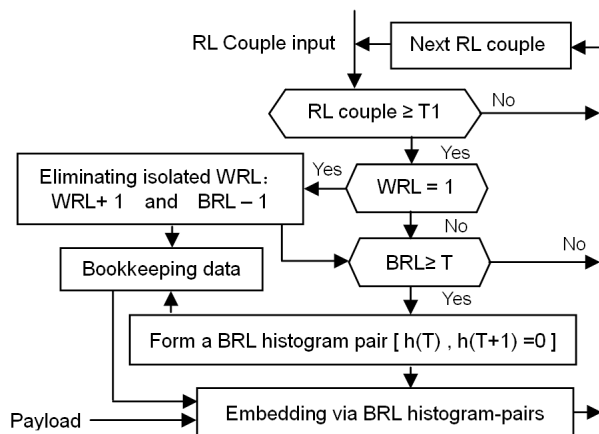 RL Couple input
Next RL couple
RL couple ≥ T1
No
Yes
Yes
Eliminating isolated WRL:
WRL+ 1 and BRL – 1
WRL = 1
No
No
BRL≥ T
Bookkeeping data
Yes
Form a BRL histogram pair [ h(T) , h(T+1) =0 ]
Embedding via BRL histogram-pairs
Payload